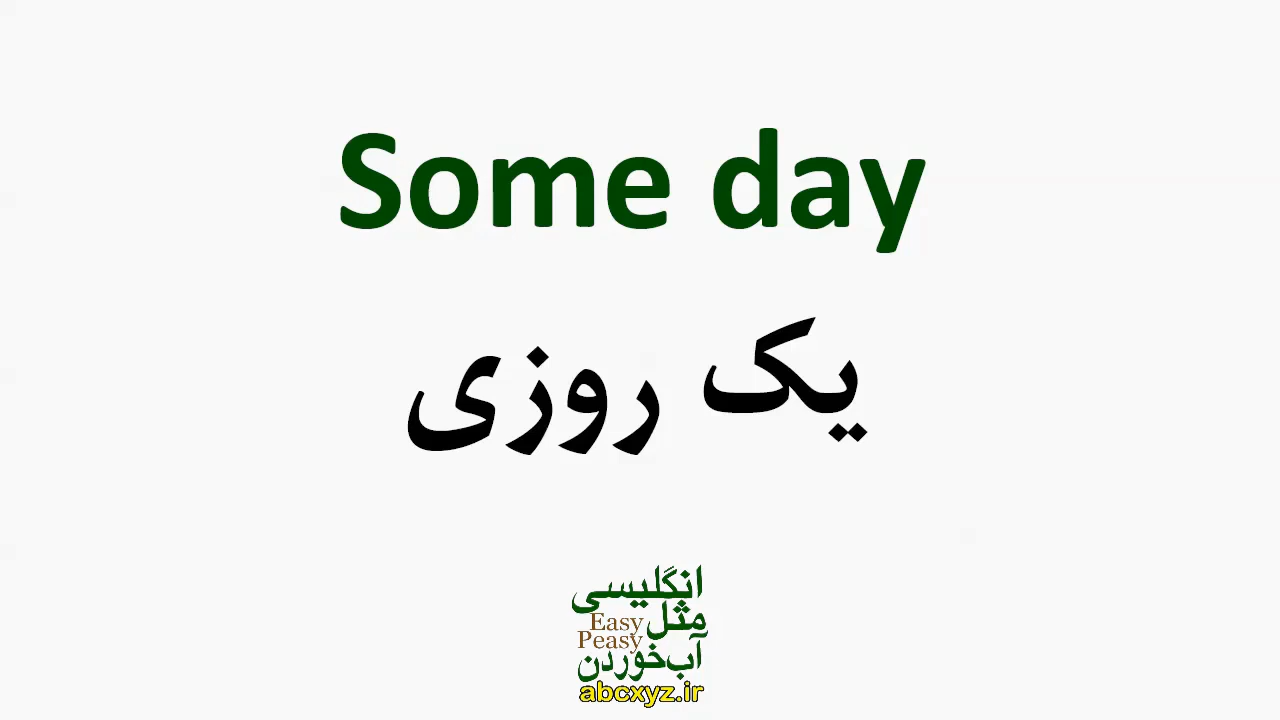 Some day
یک روزی
انگلیسی
مثل Easy
Peasy
آب‌خوردن
abcxyz.ir